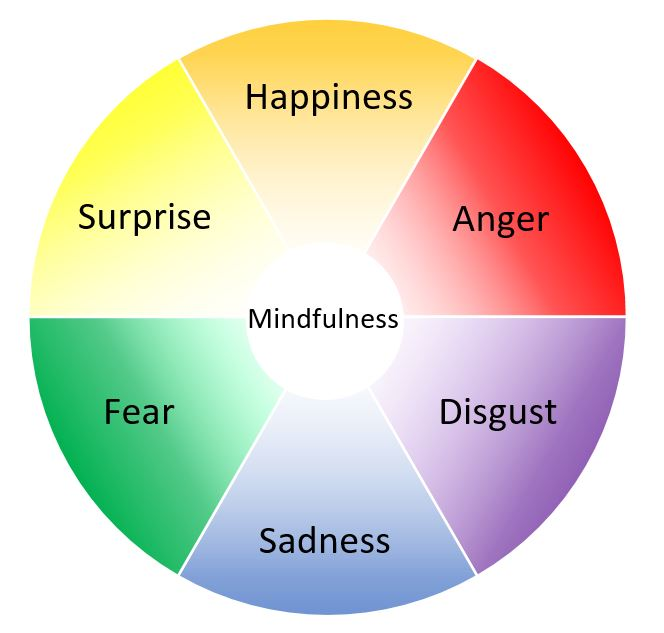 Happiness
Surprise
Anger
Mindfulness
Fear
Disgust
Sadness